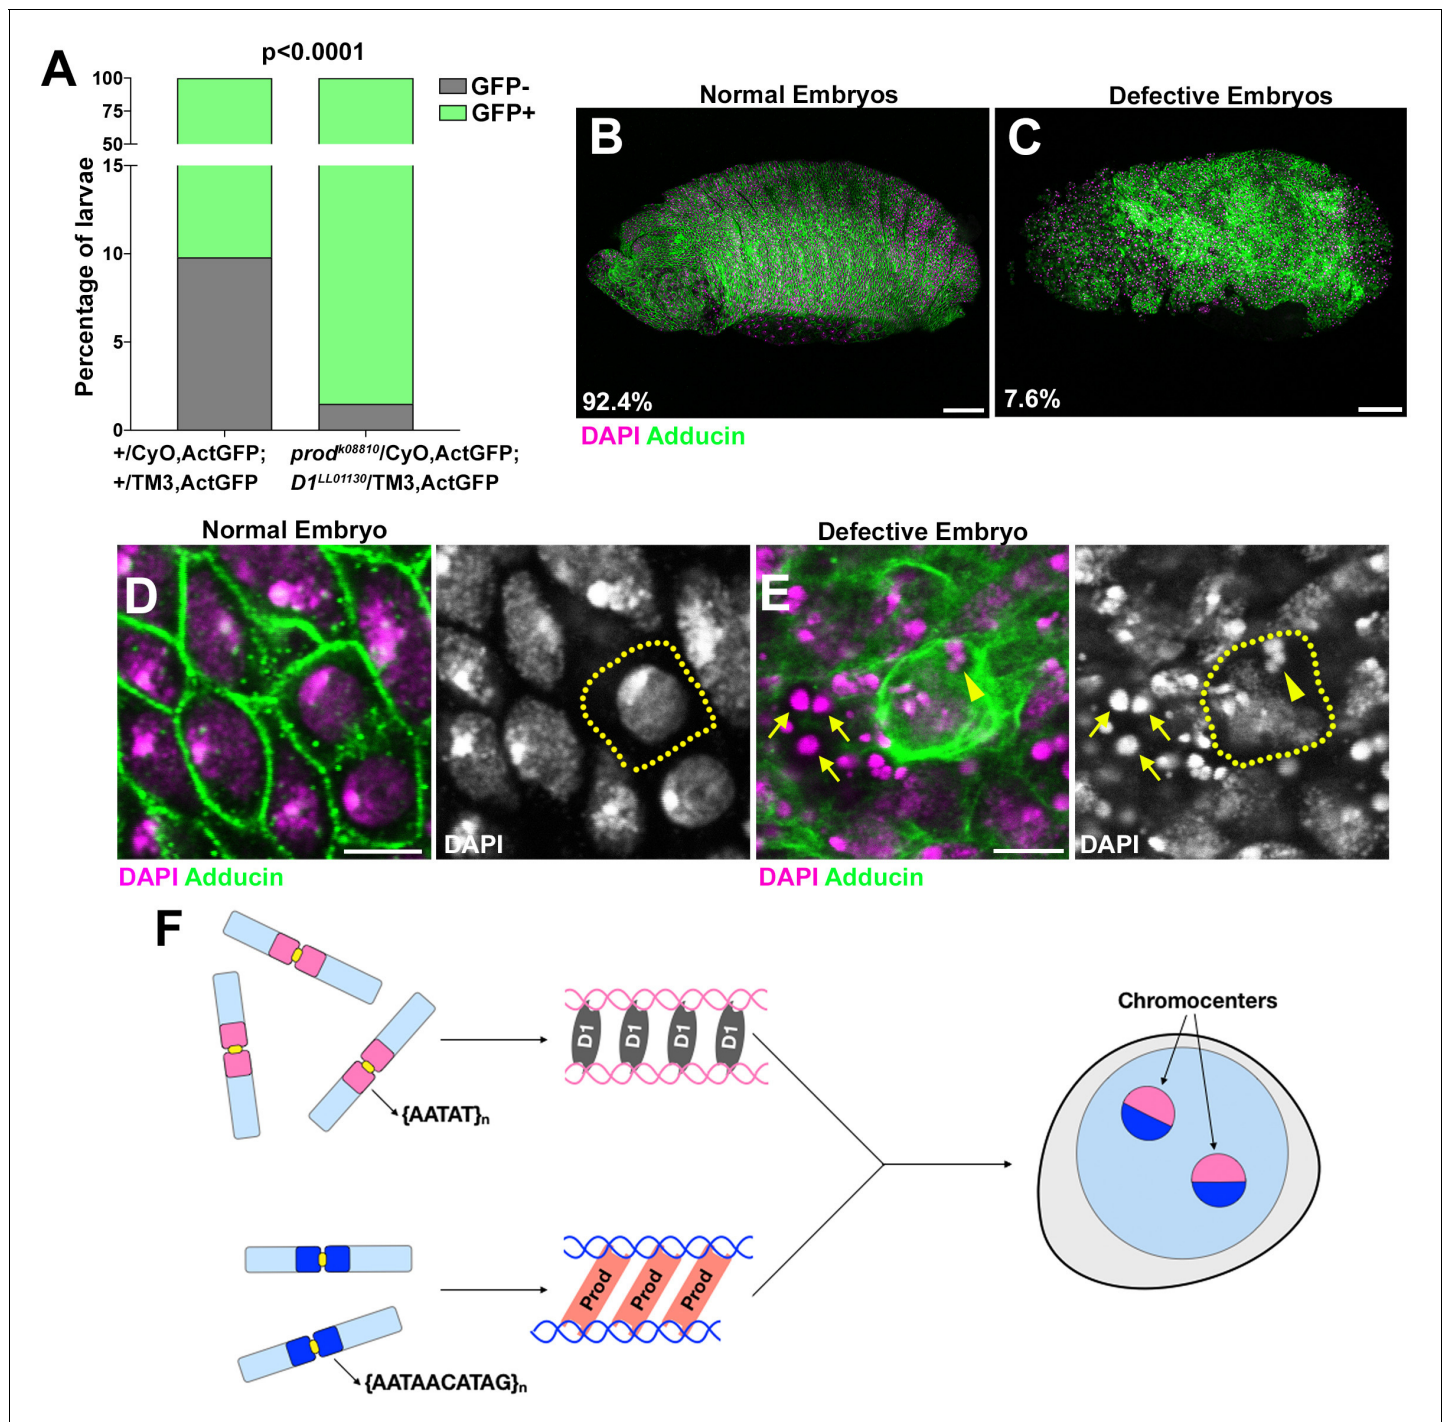 A
p<0.0001
GFP-
GFP+
Percentage of larvae
100
75
50
15
10
5
0
+/CyO,ActGFP;
+/TM3,ActGFP
prodk08810/CyO,ActGFP;
D1LL01130/TM3,ActGFP
Normal Embryos
B
92.4%
DAPI Adducin
Defective Embryos
C
7.6%
Normal Embryo
D
DAPI
DAPI Adducin
Defective Embryo
E
DAPI
DAPI Adducin
F
{AATAT}n
D1 D1 D1 D1
Chromocenters
{AATAACATAG}n
Prod Prod Prod